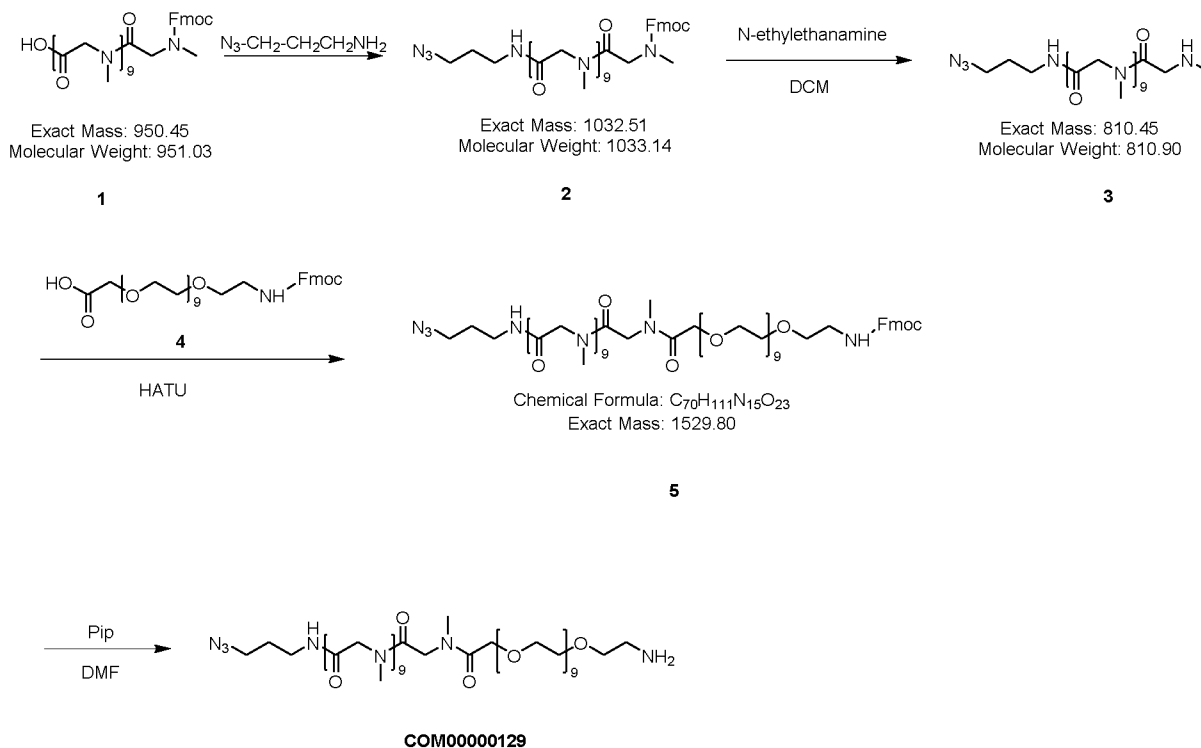 HO
O
N
9
O
N
Fmoc
N3-CH2-CH2CH2NH2
N3
H
N
O
N
9
O
N
Fmoc
N-ethylethanamine
DCM
N3
H
N
O
N
9
O
H
N
Exact Mass: 950.45
Molecular Weight: 951.03
Exact Mass: 1032.51
Molecular Weight: 1033.14
Exact Mass: 810.45
Molecular Weight: 810.90
1
2
3
HO
O
O
9
O
NH
Fmoc
4
HATU
N3
H
N
O
N
9
O
N
O
O
9
O
NH
Fmoc
Chemical Formula: C70H111N15O23
Exact Mass: 1529.80
5
Pip
DMF
N3
H
N
O
N
9
O
N
O
O
9
O
NH2
COM00000129